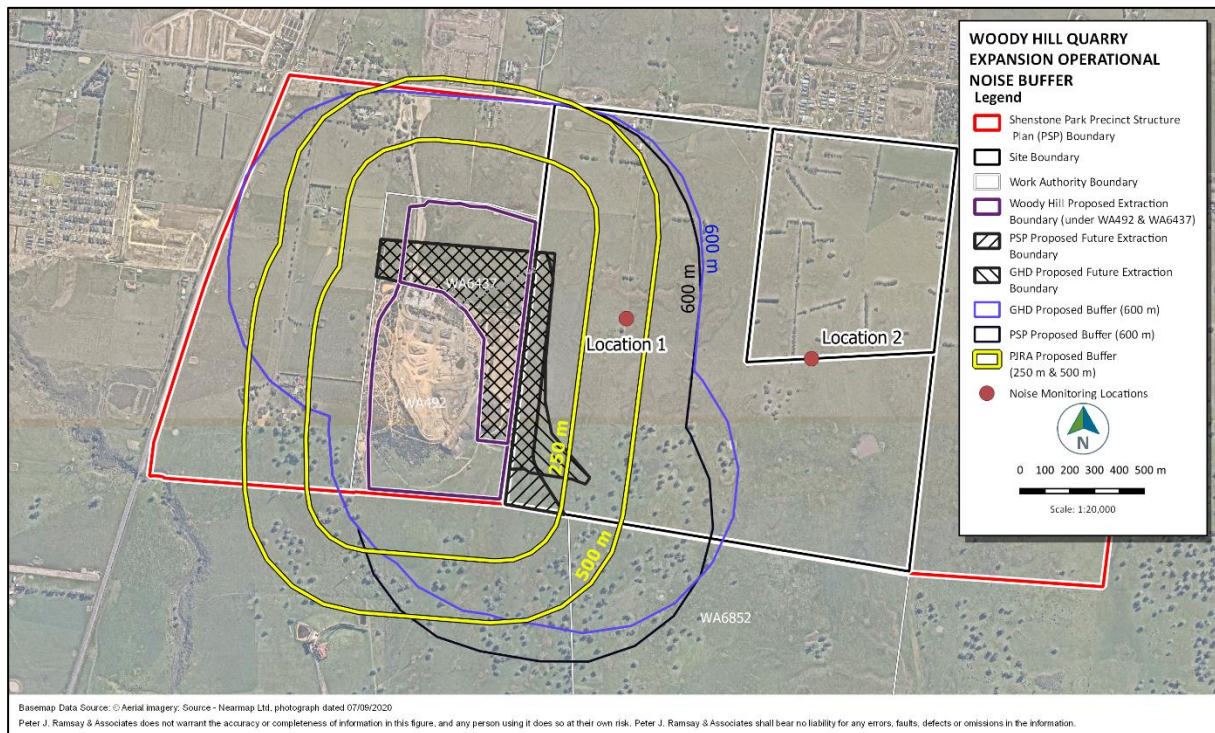 WOODY HILL QUARRY
EXPANSION OPERATIONAL
NOISE BUFFER
Legend
Shenstone Park Precinct Structure
Plan (PSP) Boundary
Site Boundary
Work Authority Boundary
Woody Hill Proposed Extraction
Boundary (under WA492 & WA6437)
PSP Proposed Future Extraction
Boundary
GHD Proposed Future Extraction
Boundary
GHD Proposed Buffer (600 m)
PSP Proposed Buffer (600 m)
PJRA Proposed Buffer
(250 m & 500 m)
Noise Monitoring Locations
N
0 100 200 300 400 500 m
Scale: 1:20,000
600 m
600 m
WA6437
Location 1
Location 2
WA492
250 m
500 m
WA6852
Basemap Data Source: © Aerial imagery: Source - Nearmap Ltd, photograph dated 07/09/2020
Peter J. Ramsay & Associates does not warrant the accuracy or completeness of information in this figure, and any person using it does so at their own risk. Peter J. Ramsay & Associates shall bear no liability for any errors, faults, defects or omissions in the information.